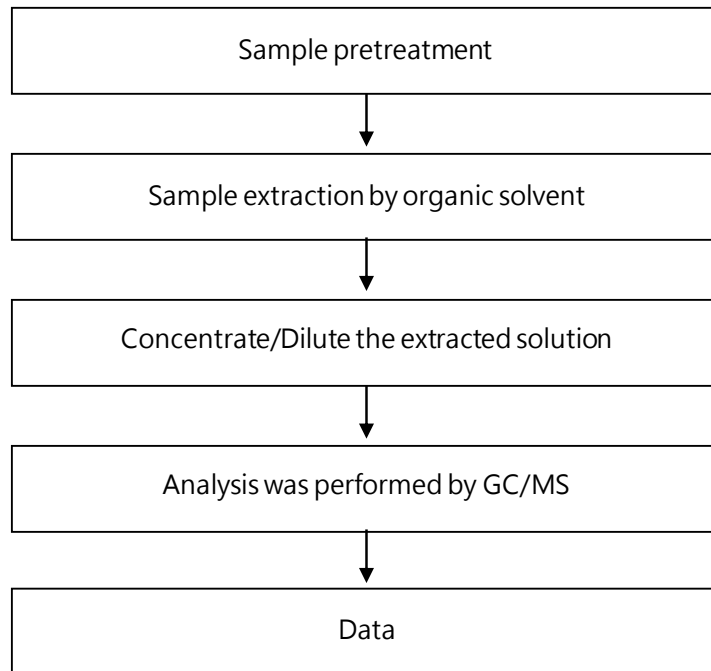 Sample pretreatment
Sample extraction by organic solvent
Concentrate/Dilute the extracted solution
Analysis was performed by GC/MS
Data